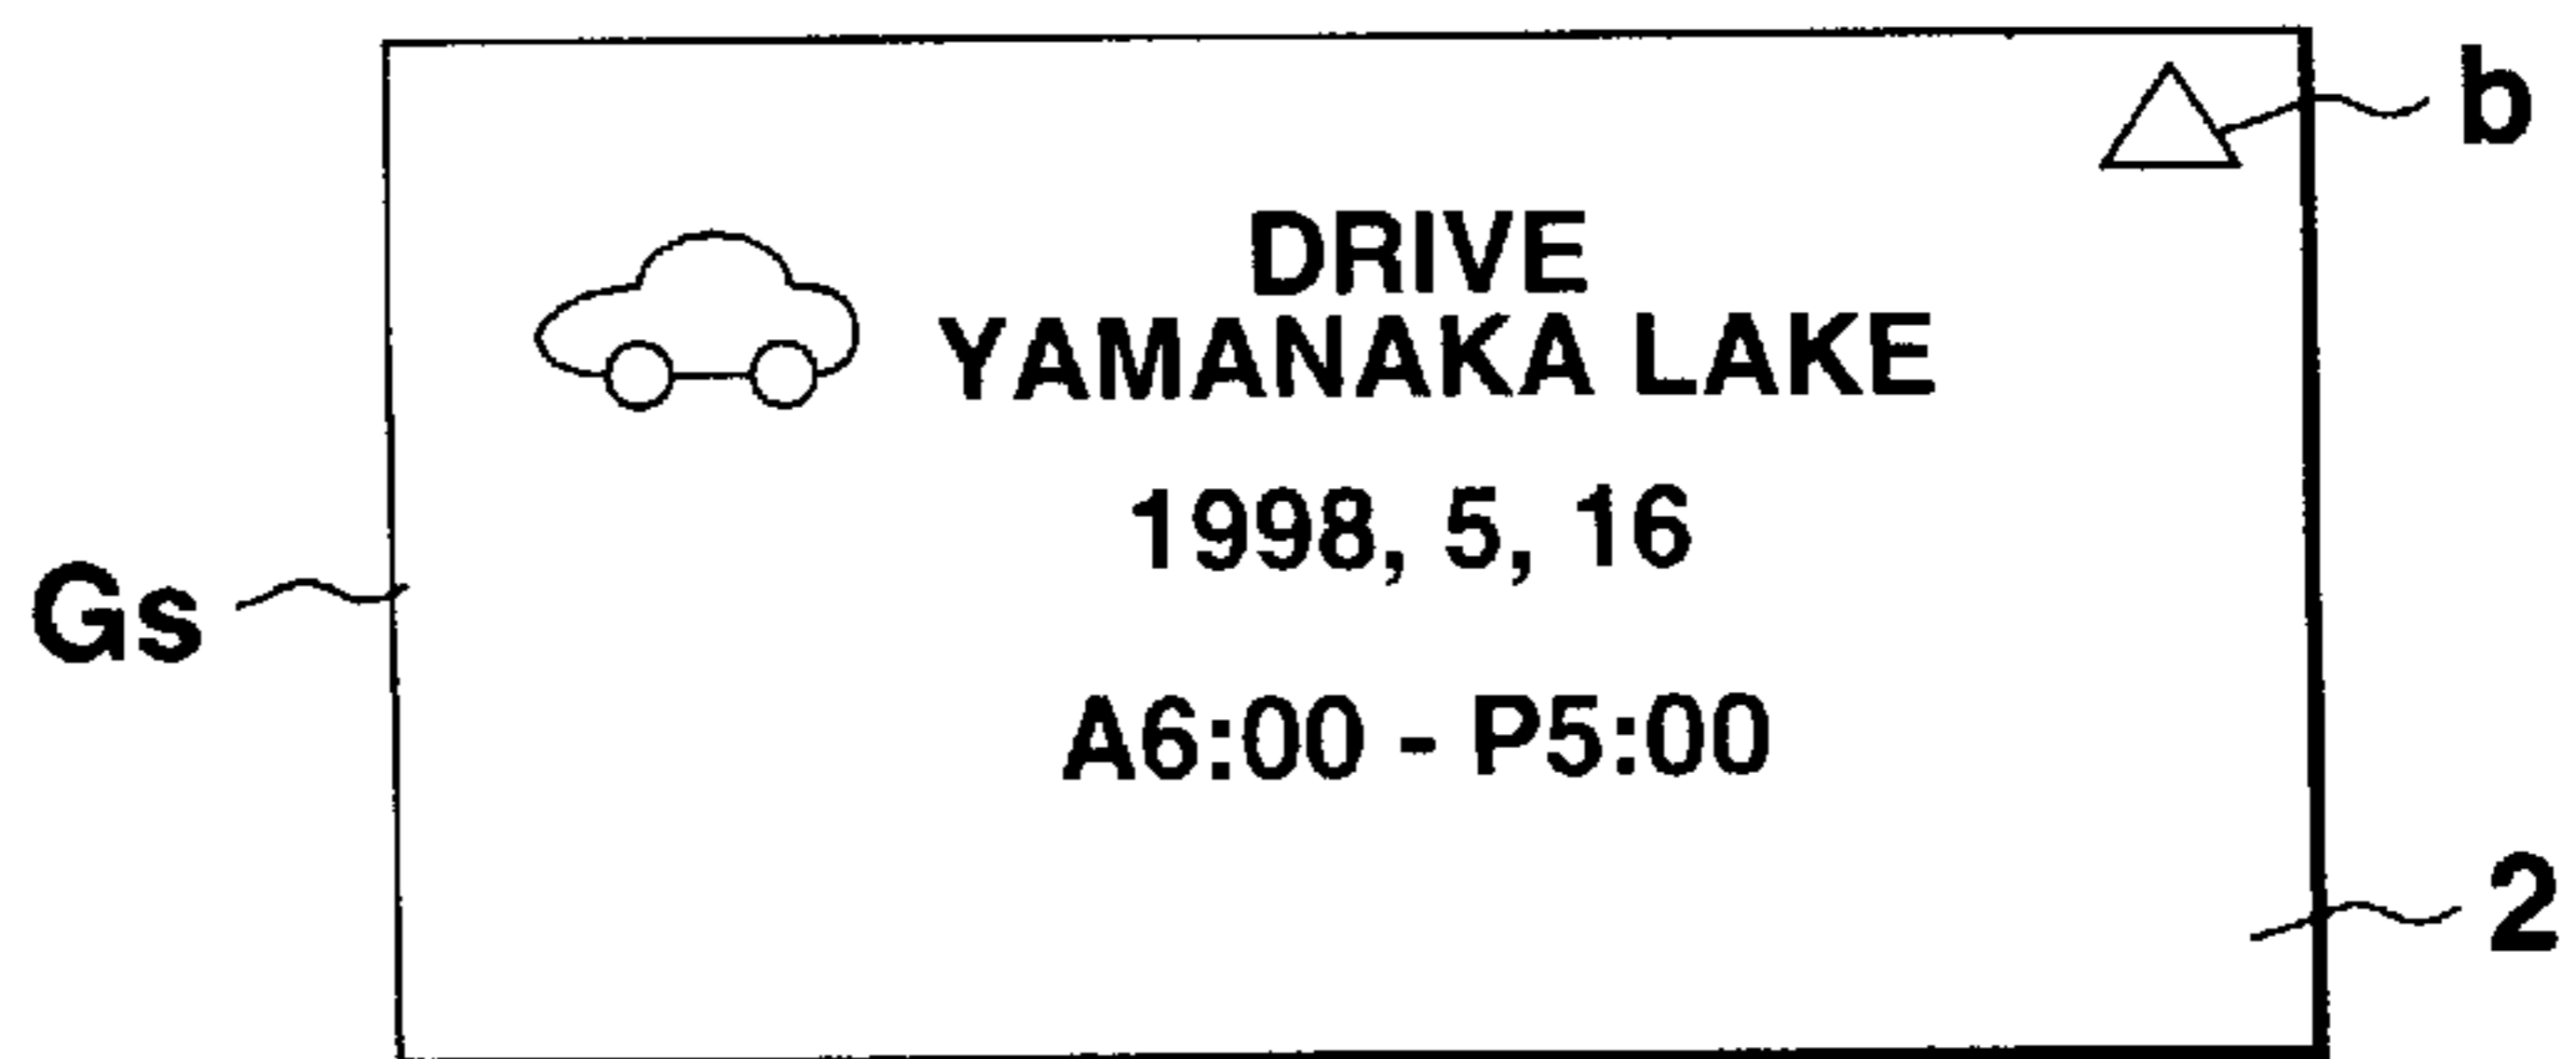 b
DRIVE
YAMANAKA LAKE
1998, 5, 16
Gs
A6:00 - P5:00
2